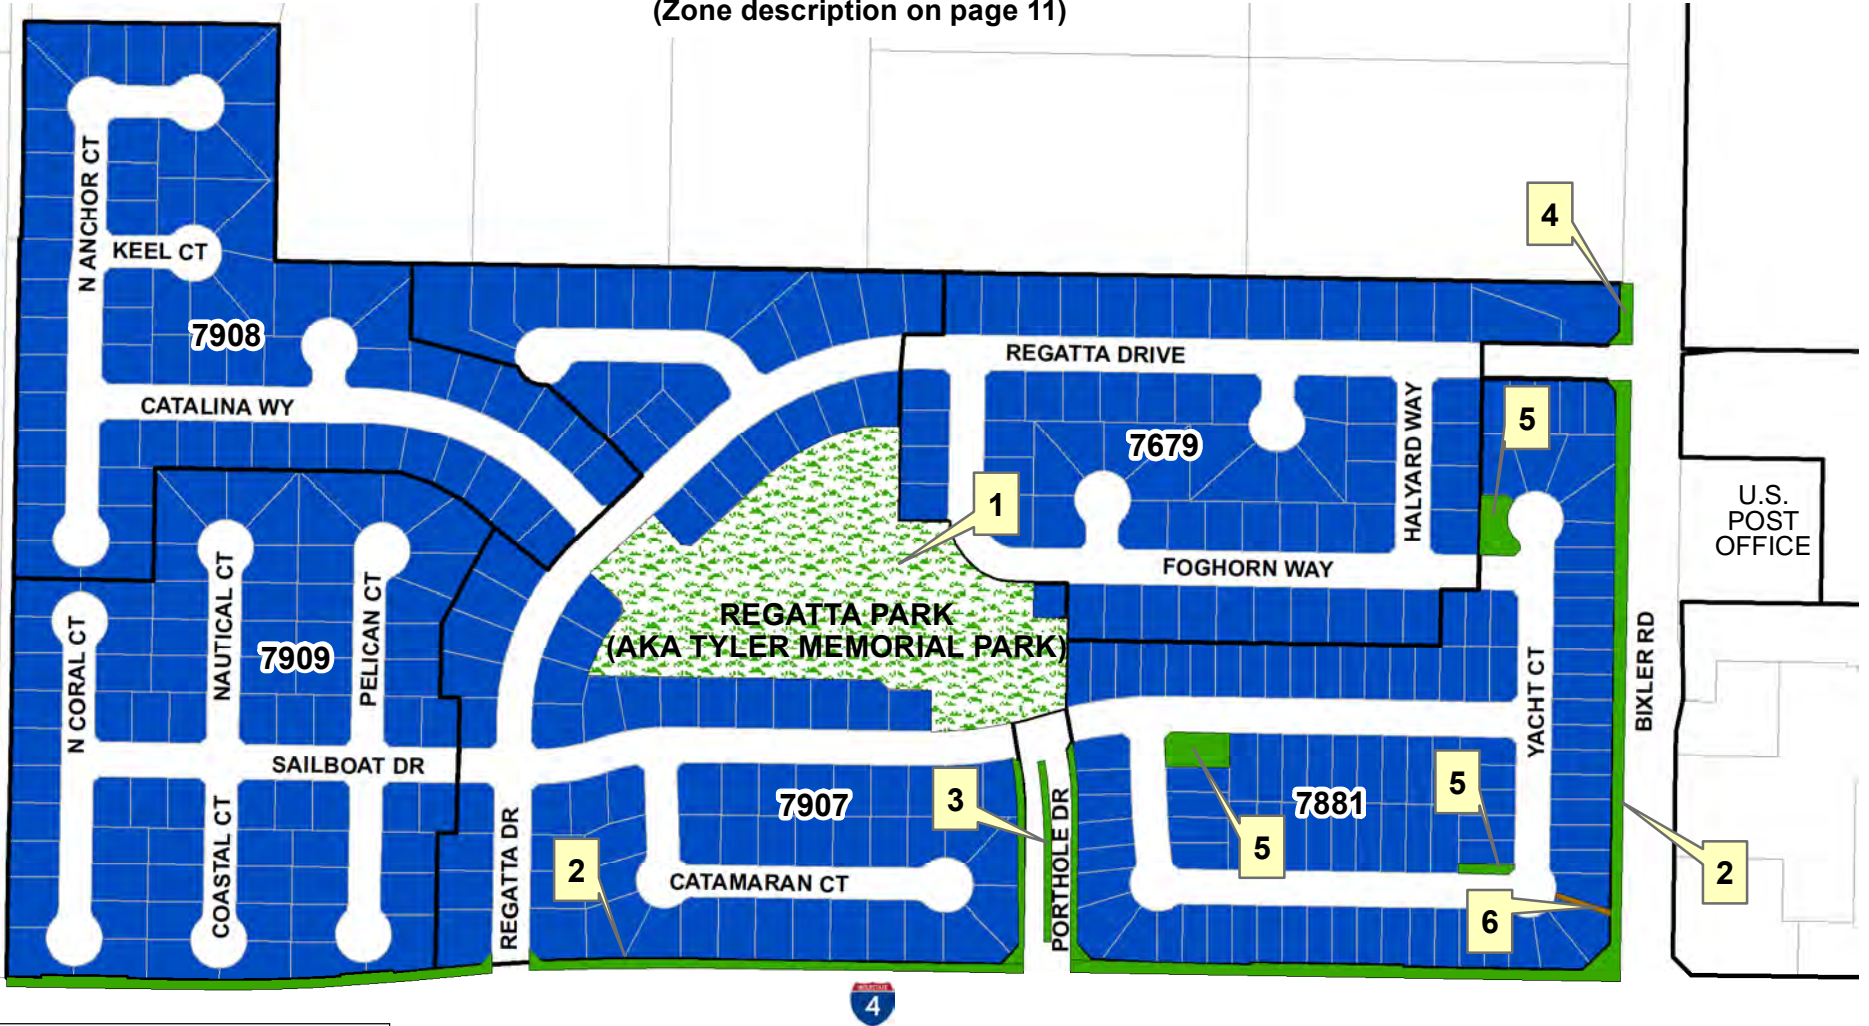 (Zone description on page 11)
N ANCHOR CT
KEEL CT
7908
CATALINA WY
4
REGATTA DRIVE
5
7679
HALYARD WAY
1
U.S.
POST
OFFICE
FOGHORN WAY
REGATTA PARK
(AKA TYLER MEMORIAL PARK)
N CORAL CT
NAUTICAL CT
7909
PELICAN CT
YACHT CT
BIXLER RD
SAILBOAT DR
COASTAL CT
REGATTA DR
2
7907
3
PORTHOLE DR
5
7881
5
2
CATAMARAN CT
6
INTERSTATE
4